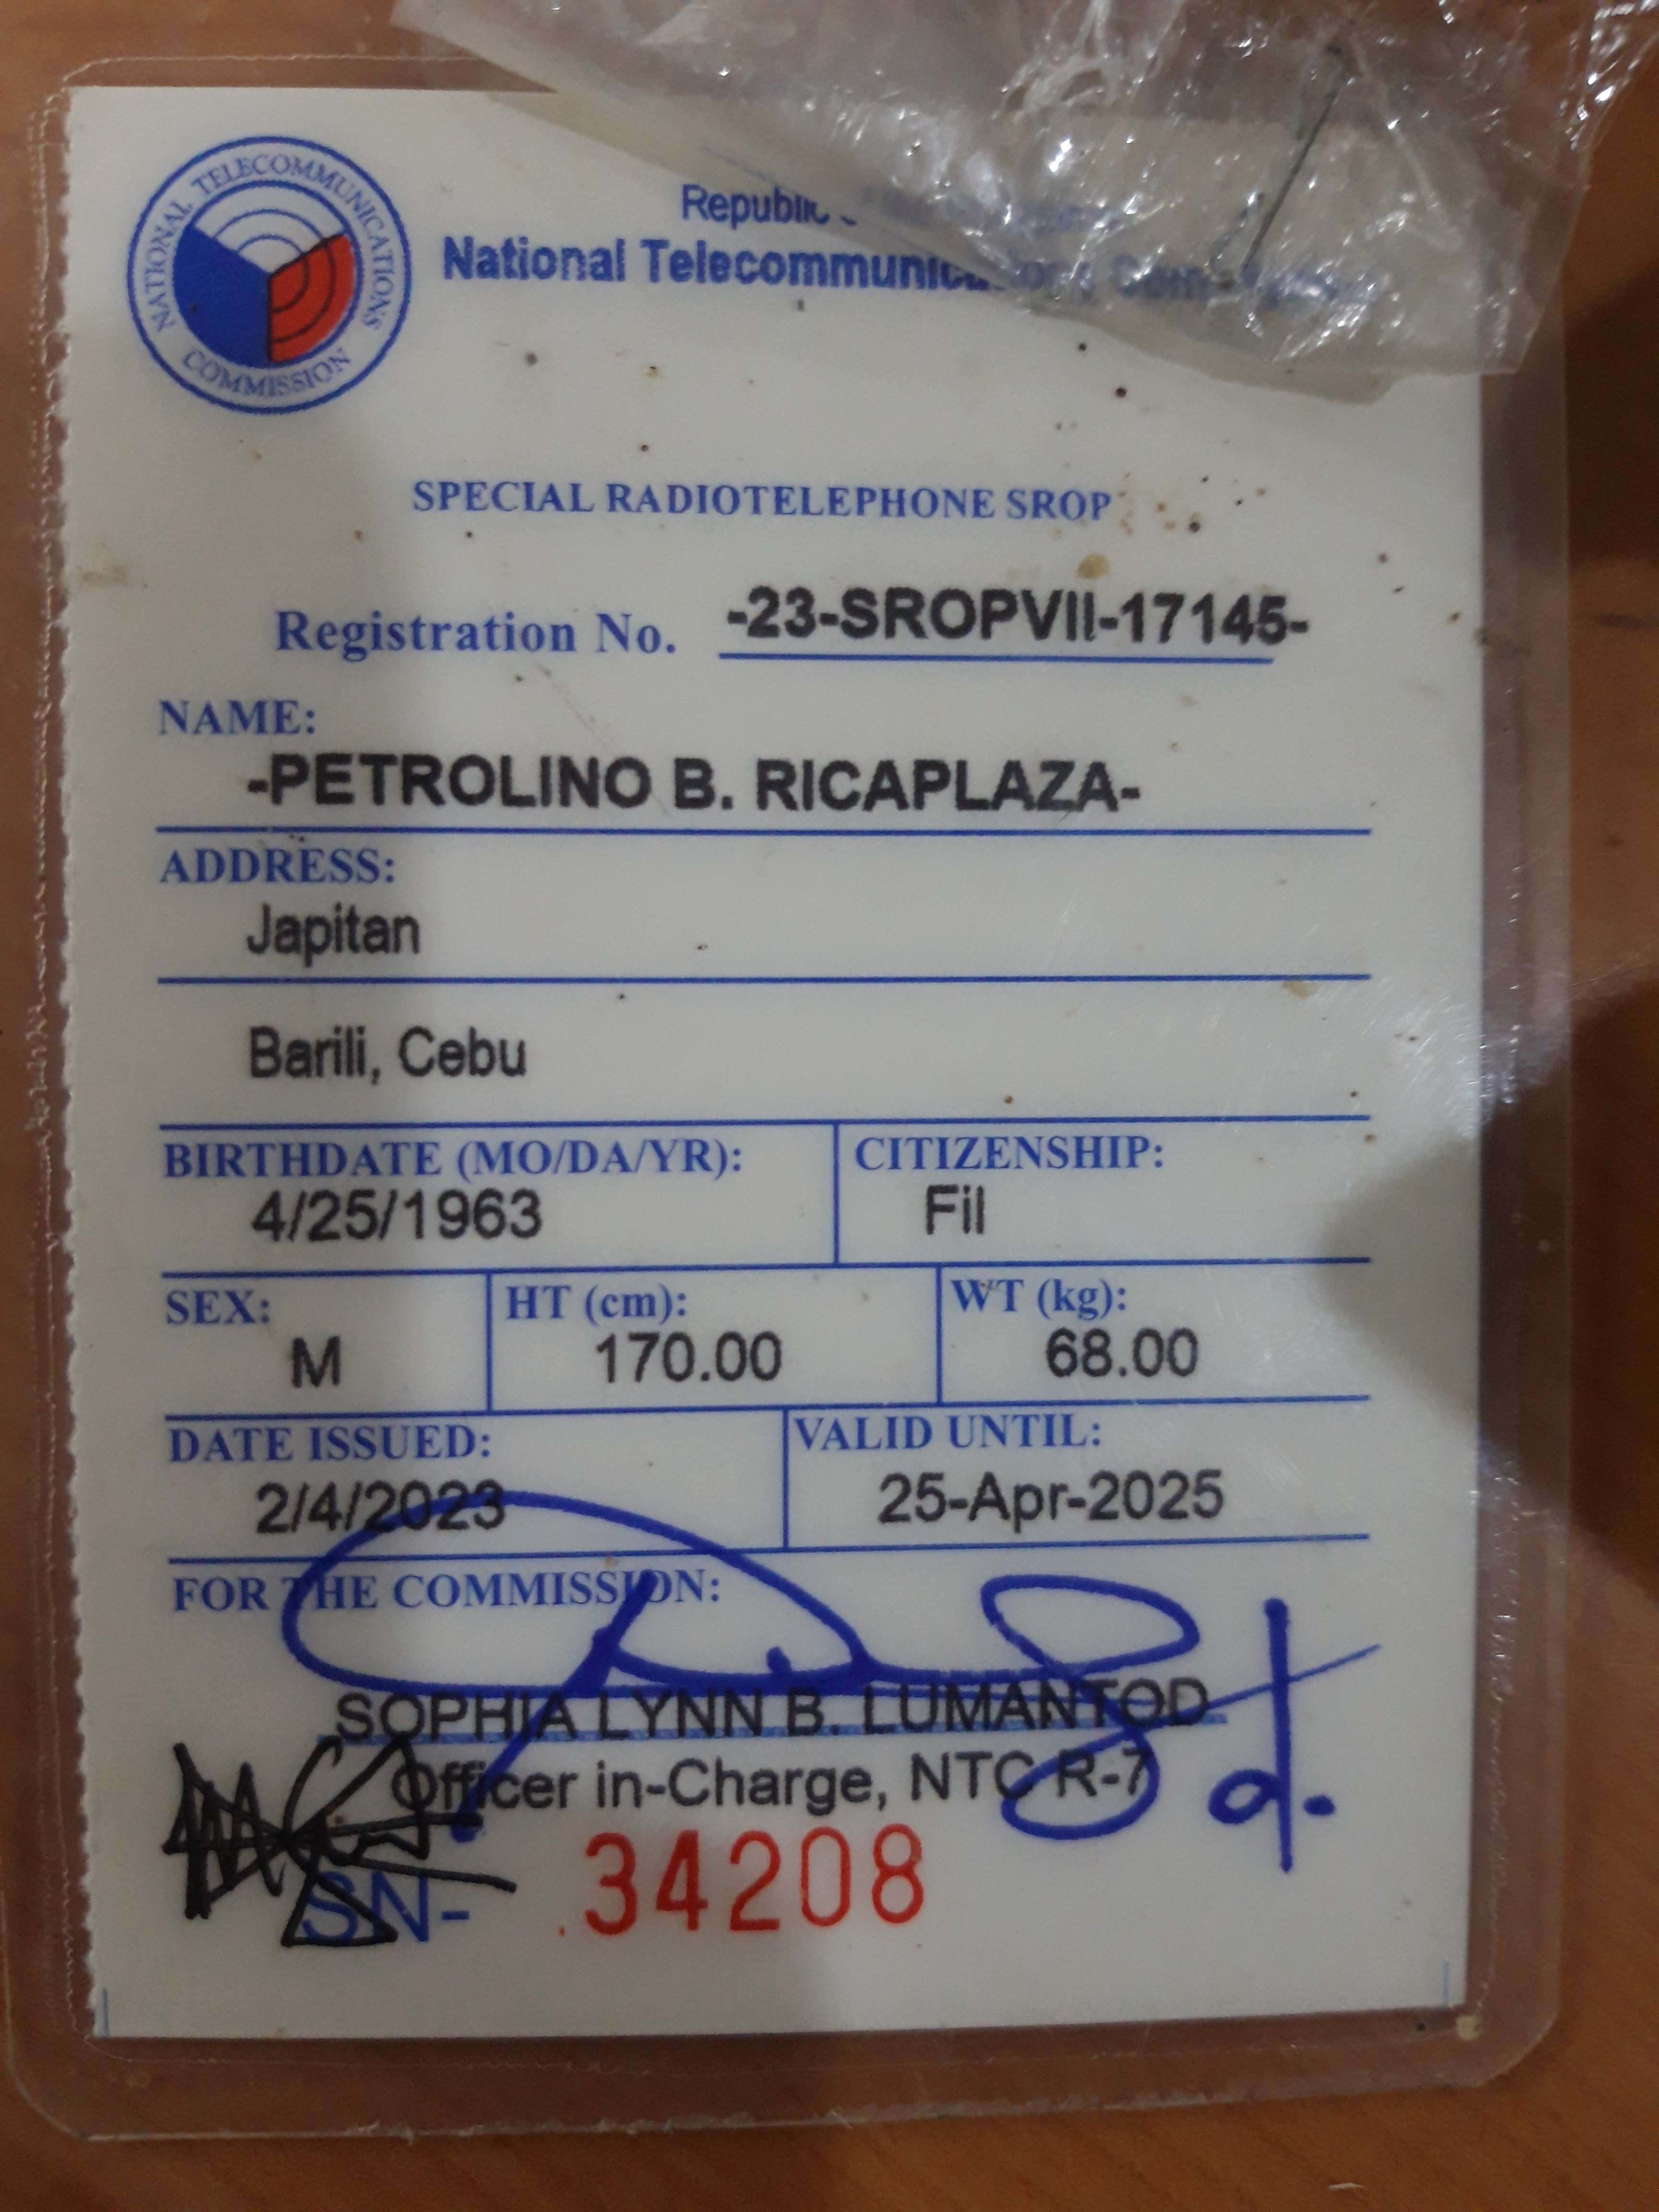 NATIONAL TELECOMMUNICATIONS COMMISSION
Republic
National Telecommunications
SPECIAL RADIOTELEPHONE SROP
Registration No. -23-SROPVII-17145-
NAME:
-PETROLINO B. RICAPLAZA-
ADDRESS:
Japitan
Barili, Cebu
BIRTHDATE (MO/DA/YR): CITIZENSHIP:
4/25/1963 Fil
SEX: HT (cm): WT (kg):
M 170.00 68.00
DATE ISSUED: VALID UNTIL:
2/4/2023 25-Apr-2025
FOR THE COMMISSION:
SOPHIA LYNN B. LUMANTOD
Officer in-Charge, NTC R-7
SN- 34208